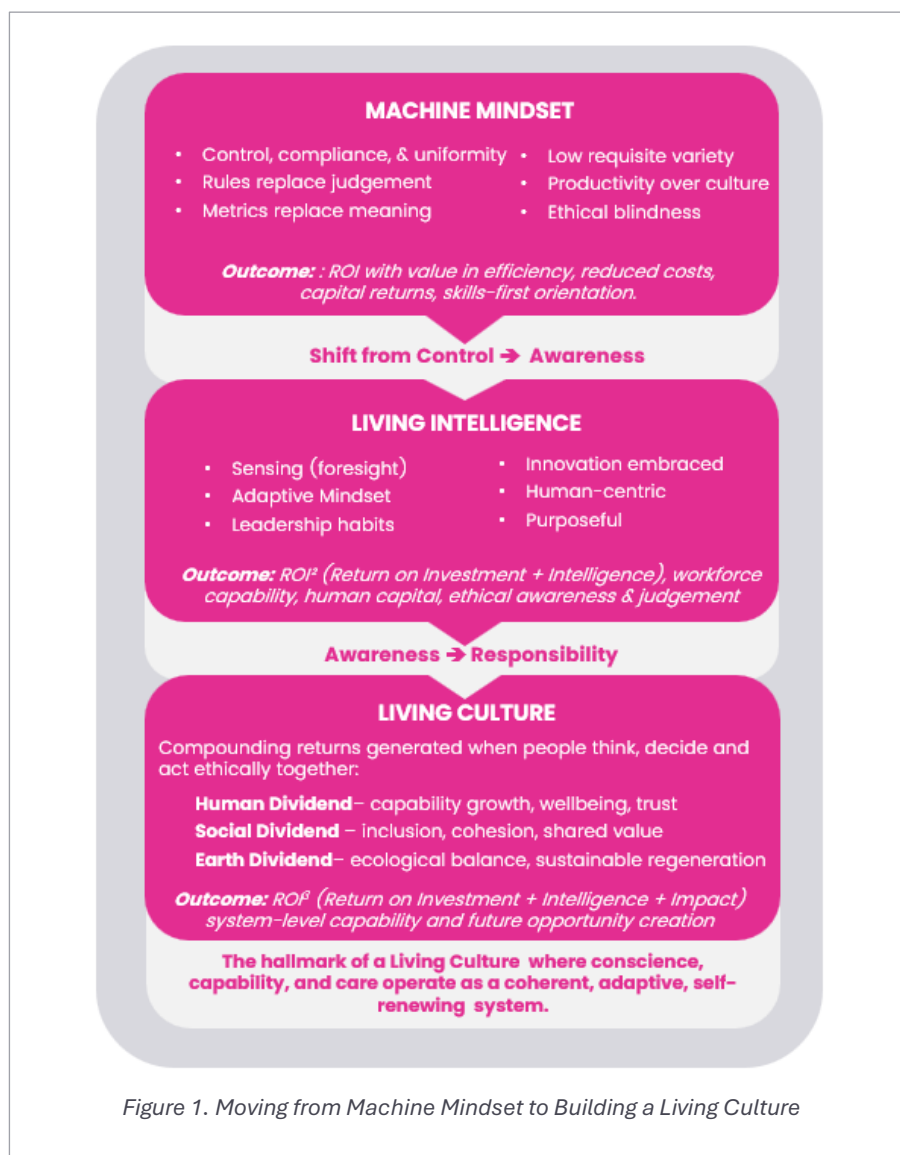 MACHINE MINDSET
• Control, compliance, & uniformity
• Rules replace judgement
• Metrics replace meaning
• Low requisite variety
• Productivity over culture
• Ethical blindness
Outcome: : ROI with value in efficiency, reduced costs,
capital returns, skills-first orientation.
Shift from Control ➔ Awareness
LIVING INTELLIGENCE
▪ Sensing (foresight)
▪ Adaptive Mindset
▪ Leadership habits
▪ Innovation embraced
▪ Human-centric
▪ Purposeful
Outcome: ROI² (Return on Investment + Intelligence), workforce
capability, human capital, ethical awareness & judgement
Awareness ➔ Responsibility
LIVING CULTURE
Compounding returns generated when people think, decide and
act ethically together:
Human Dividend– capability growth, wellbeing, trust
Social Dividend – inclusion, cohesion, shared value
Earth Dividend– ecological balance, sustainable regeneration
Outcome: ROI³ (Return on Investment + Intelligence + Impact)
system-level capability and future opportunity creation
The hallmark of a Living Culture where conscience,
capability, and care operate as a coherent, adaptive, self-
renewing system.
Figure 1. Moving from Machine Mindset to Building a Living Culture